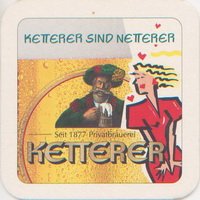 KETTERER SIND NETTERER
Seit 1877 Privatbrauerei
KETTERER